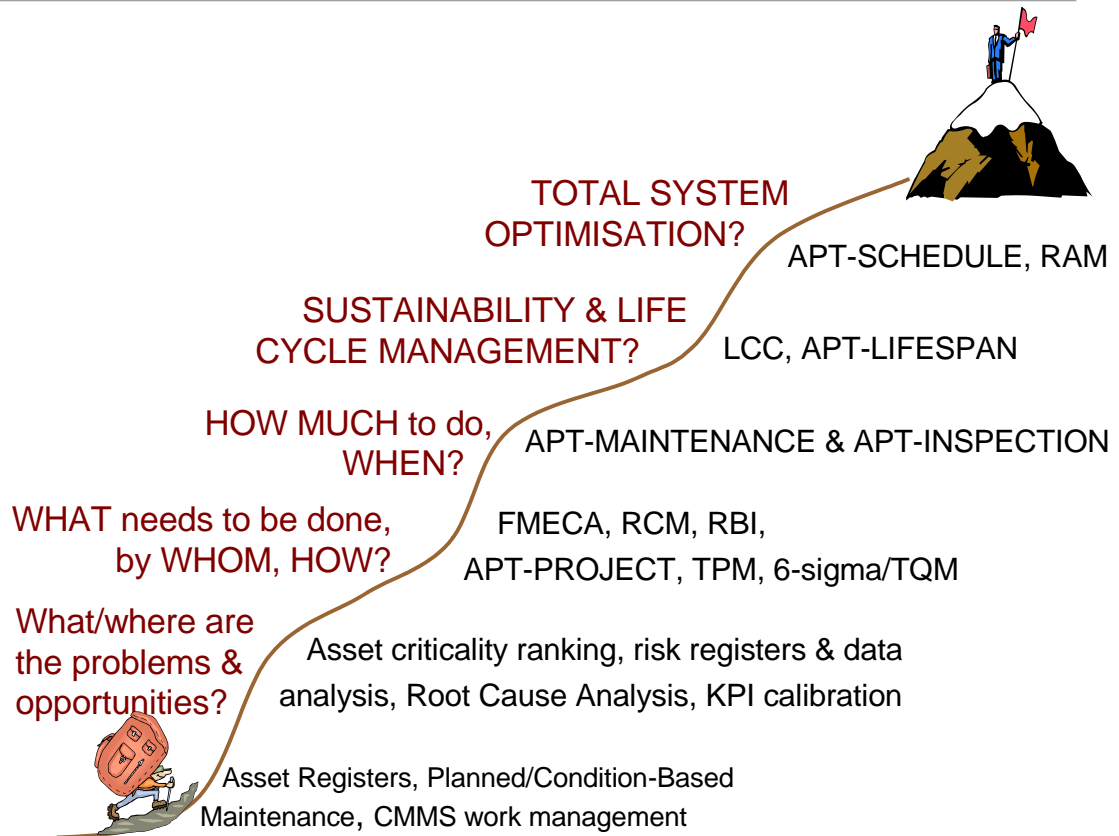 TOTAL SYSTEM
OPTIMISATION?
APT-SCHEDULE, RAM
SUSTAINABILITY & LIFE
CYCLE MANAGEMENT?
LCC, APT-LIFESPAN
HOW MUCH to do,
WHEN?
APT-MAINTENANCE & APT-INSPECTION
WHAT needs to be done,
by WHOM, HOW?
FMECA, RCM, RBI,
APT-PROJECT, TPM, 6-sigma/TQM
What/where are
the problems &
opportunities?
Asset criticality ranking, risk registers & data
analysis, Root Cause Analysis, KPI calibration
Asset Registers, Planned/Condition-Based
Maintenance, CMMS work management